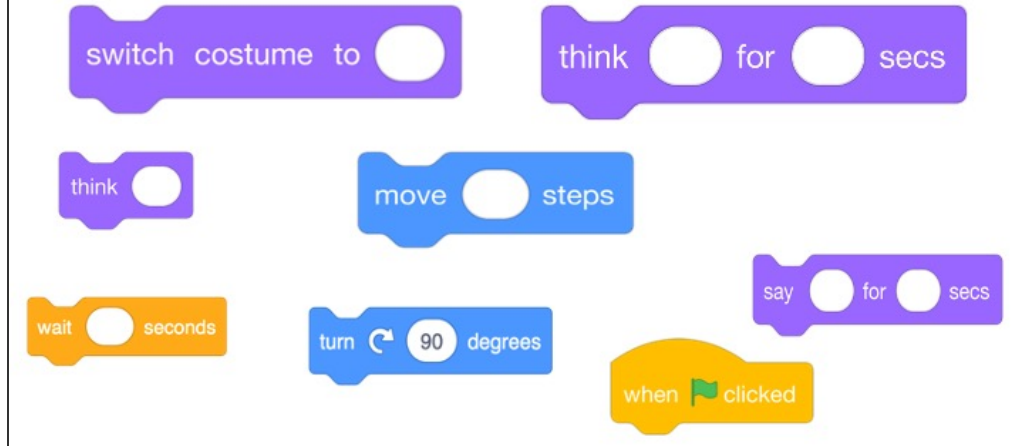 switch costume to
think for secs
think
move steps
say for secs
wait seconds
turn 90 degrees
when clicked